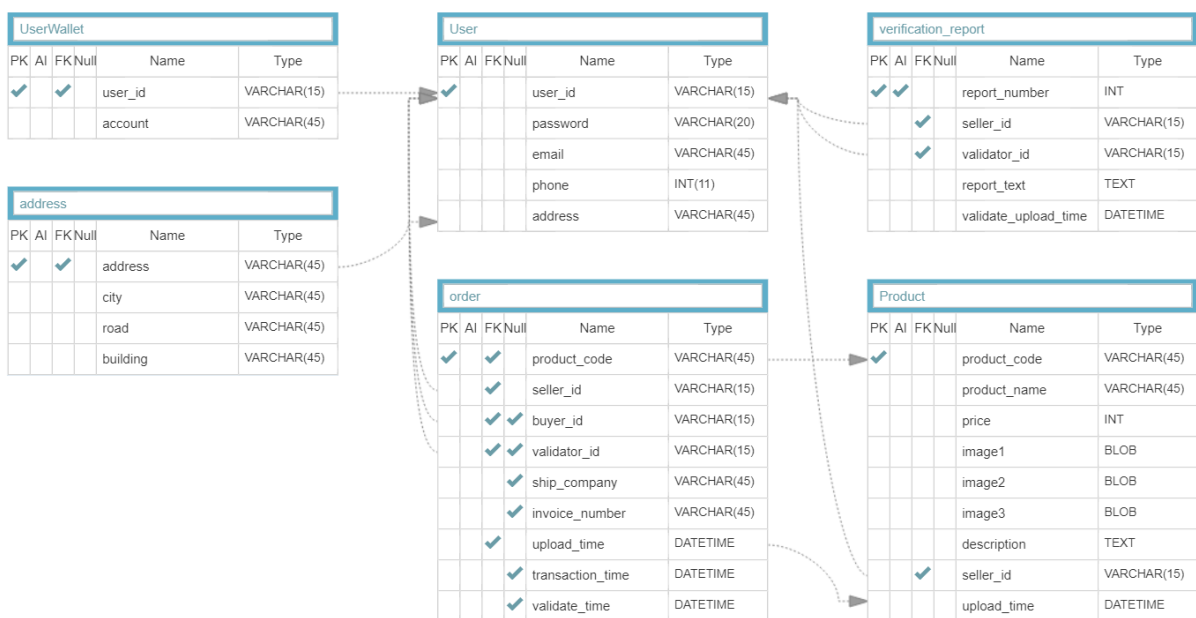 UserWallet
PK AI FK Null Name Type
user_id VARCHAR(15)
account VARCHAR(45)
address
PK AI FK Null Name Type
address VARCHAR(45)
city VARCHAR(45)
road VARCHAR(45)
building VARCHAR(45)
User
PK AI FK Null Name Type
user_id VARCHAR(15)
password VARCHAR(20)
email VARCHAR(45)
phone INT(11)
address VARCHAR(45)
order
PK AI FK Null Name Type
product_code VARCHAR(45)
seller_id VARCHAR(15)
buyer_id VARCHAR(15)
validator_id VARCHAR(15)
ship_company VARCHAR(45)
invoice_number VARCHAR(45)
upload_time DATETIME
transaction_time DATETIME
validate_time DATETIME
verification_report
PK AI FK Null Name Type
report_number INT
seller_id VARCHAR(15)
validator_id VARCHAR(15)
report_text TEXT
validate_upload_time DATETIME
Product
PK AI FK Null Name Type
product_code VARCHAR(45)
product_name VARCHAR(45)
price INT
image1 BLOB
image2 BLOB
image3 BLOB
description TEXT
seller_id VARCHAR(15)
upload_time DATETIME